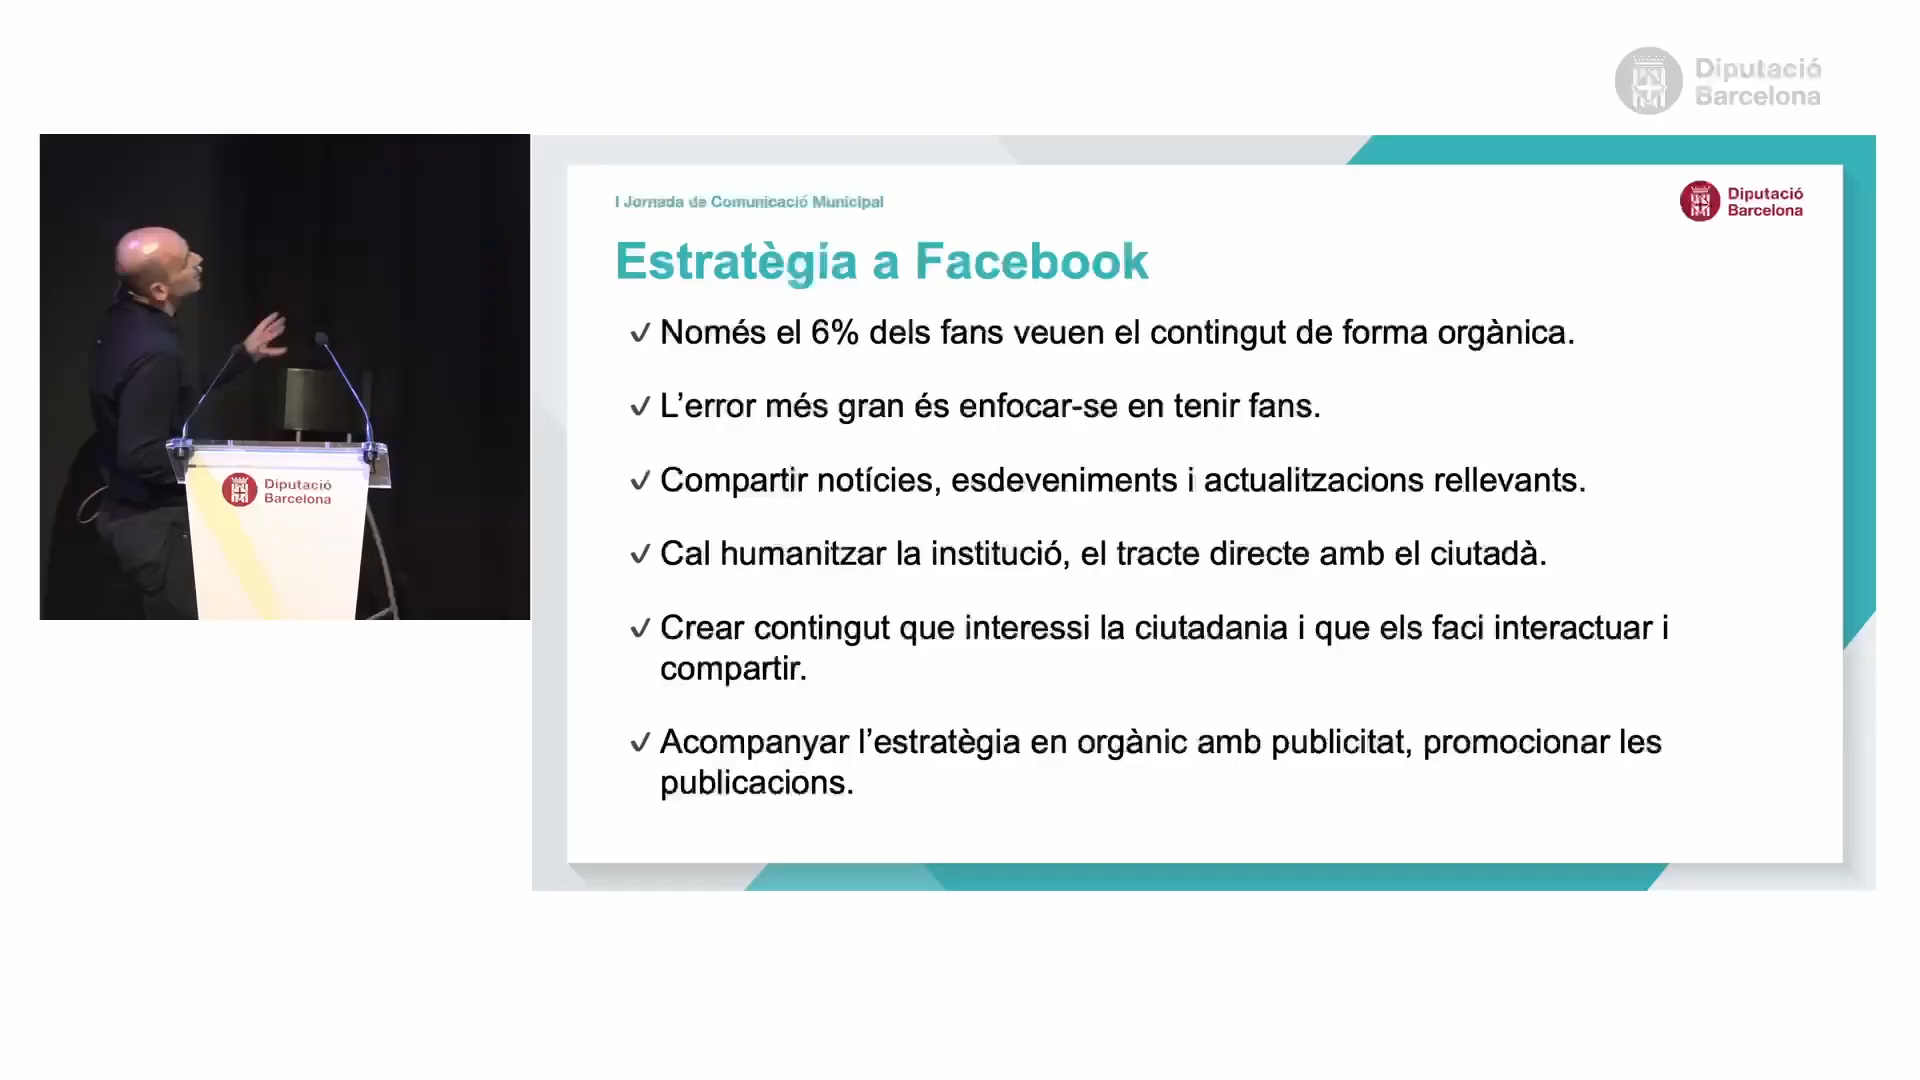 Diputació
Barcelona
I Jornada de Comunicació Municipal
Diputació
Barcelona
Estratègia a Facebook
✓ Només el 6% dels fans veuen el contingut de forma orgànica.
✓ L’error més gran és enfocar-se en tenir fans.
✓ Compartir notícies, esdeveniments i actualitzacions rellevants.
✓ Cal humanitzar la institució, el tracte directe amb el ciutadà.
✓ Crear contingut que interessi la ciutadania i que els faci interactuar i
compartir.
✓ Acompanyar l’estratègia en orgànic amb publicitat, promocionar les
publicacions.
Diputació
Barcelona